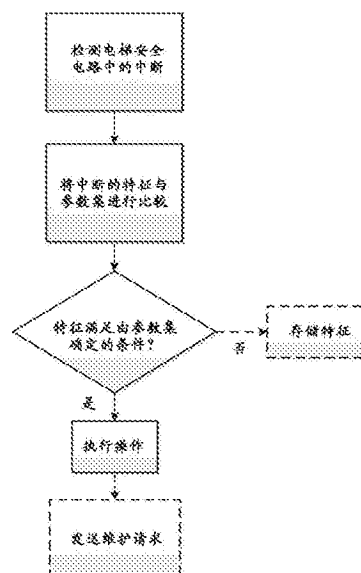 检测电梯安全
电路中的中断
将中断的特征与
参数集进行比较
特征满足由参数集
确定的条件?
否
存储特征
是
执行操作
发送维护请求